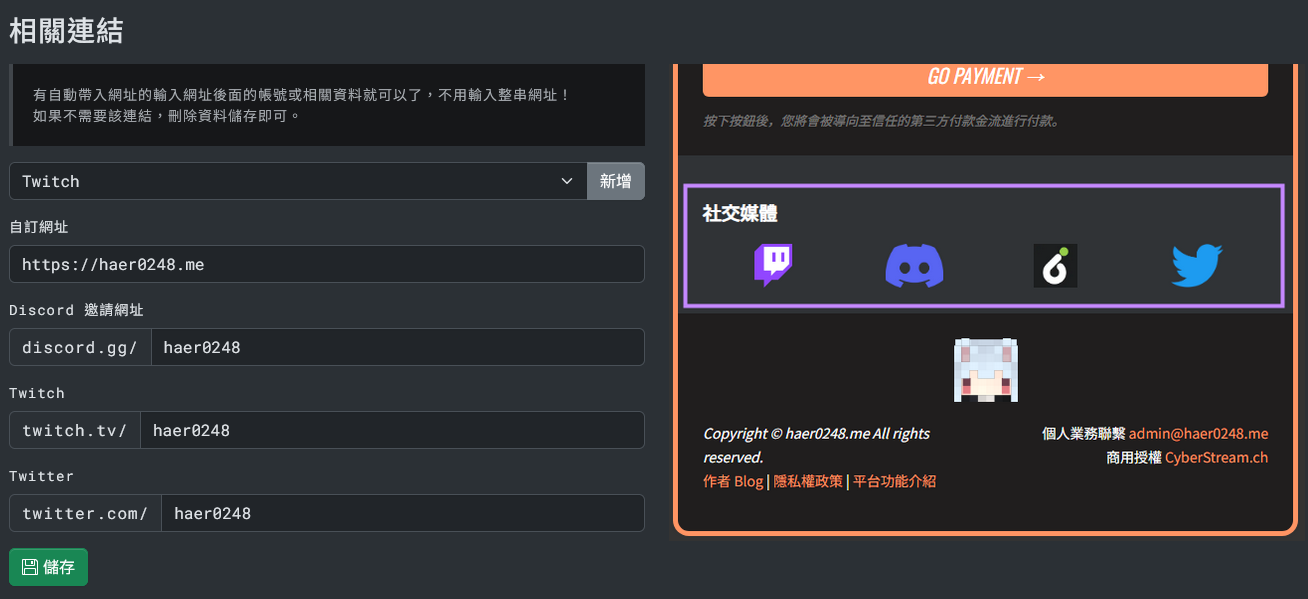 相關連結
有自動帶入網址的輸入網址後面的帳號或相關資料就可以了，不用輸入整串網址！
如果不需要該連結，刪除資料儲存即可。
Twitch
新增
自訂網址
https://haer0248.me
Discord 邀請網址
discord.gg/ haer0248
Twitch
twitch.tv/ haer0248
Twitter
twitter.com/ haer0248
儲存
GO PAYMENT →
按下按鈕後，您將會被導向至信任的第三方付款金流進行付款。
社交媒體
Copyright © haer0248.me All rights
reserved.
作者 Blog | 隱私權政策 | 平台功能介紹
個人業務聯繫 admin@haer0248.me
商用授權 CyberStream.ch